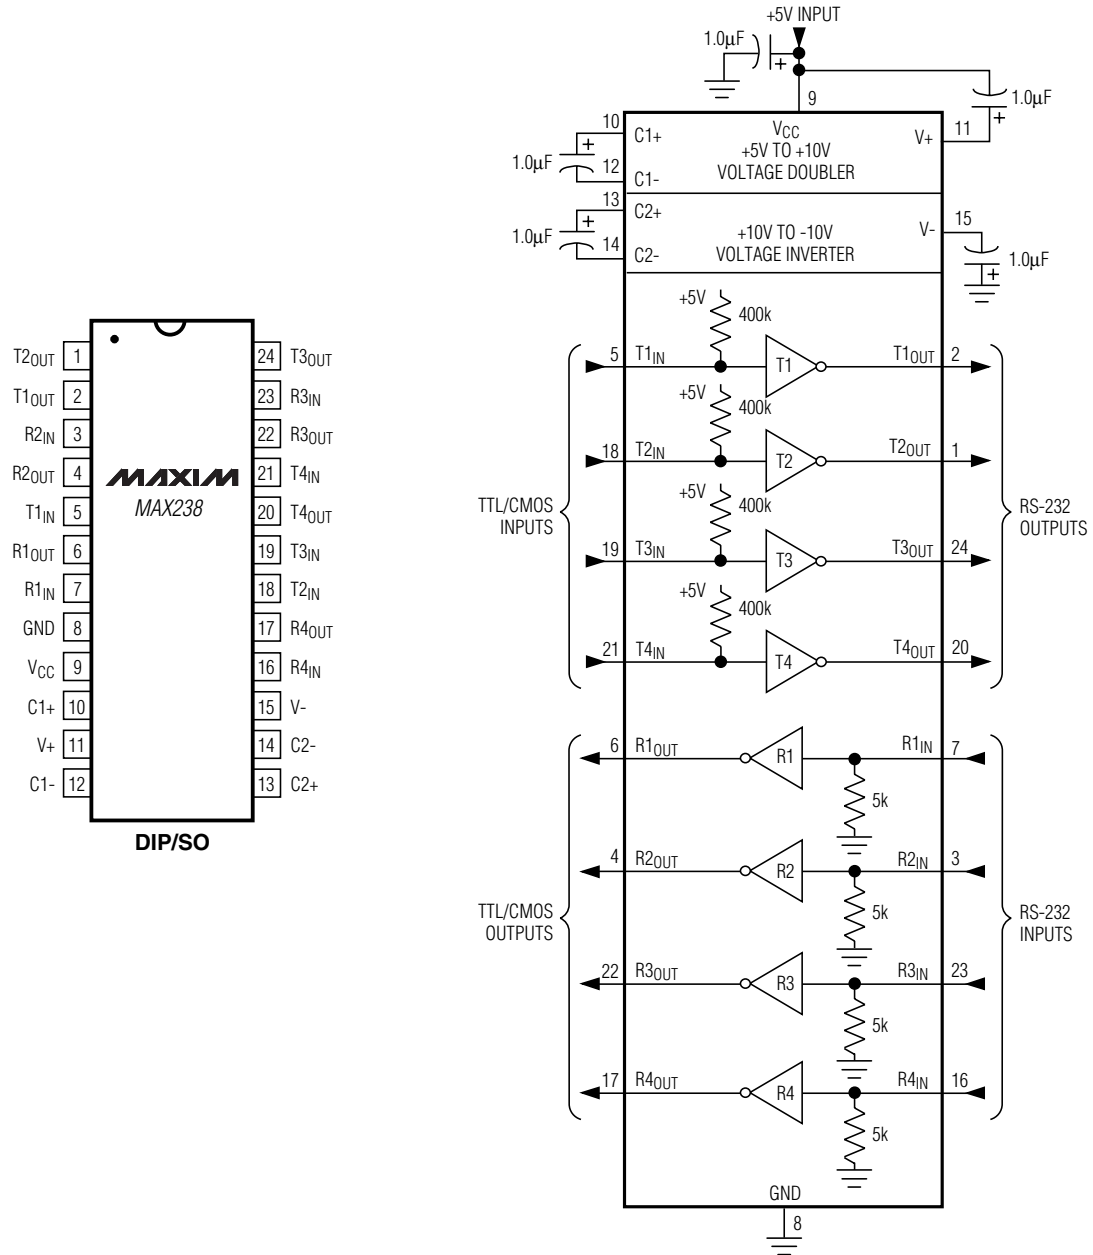 T2OUT 1
T1OUT 2
R2IN 3
R2OUT 4
T1IN 5
R1OUT 6
R1IN 7
GND 8
VCC 9
C1+ 10
V+ 11
C1- 12
24 T3OUT
23 R3IN
22 R3OUT
21 T4IN
20 T4OUT
19 T3IN
18 T2IN
17 R4OUT
16 R4IN
15 V-
14 C2-
13 C2+
MAXIM
MAX238
DIP/SO
+5V INPUT
1.0μF
+
9
1.0μF
+
10
C1+
VCC
+5V TO +10V
VOLTAGE DOUBLER
V+
11
1.0μF
+
12
C1-
13
C2+
+10V TO -10V
VOLTAGE INVERTER
V-
15
1.0μF
+
14
C2-
1.0μF
+
+5V
400k
5 T1IN T1 T1OUT 2
+5V
400k
18 T2IN T2 T2OUT 1
TTL/CMOS
INPUTS
+5V
400k
RS-232
OUTPUTS
19 T3IN T3 T3OUT 24
+5V
400k
21 T4IN T4 T4OUT 20
6 R1OUT R1 R1IN 7
5k
4 R2OUT R2 R2IN 3
5k
TTL/CMOS
OUTPUTS
RS-232
INPUTS
22 R3OUT R3 R3IN 23
5k
17 R4OUT R4 R4IN 16
5k
GND
8